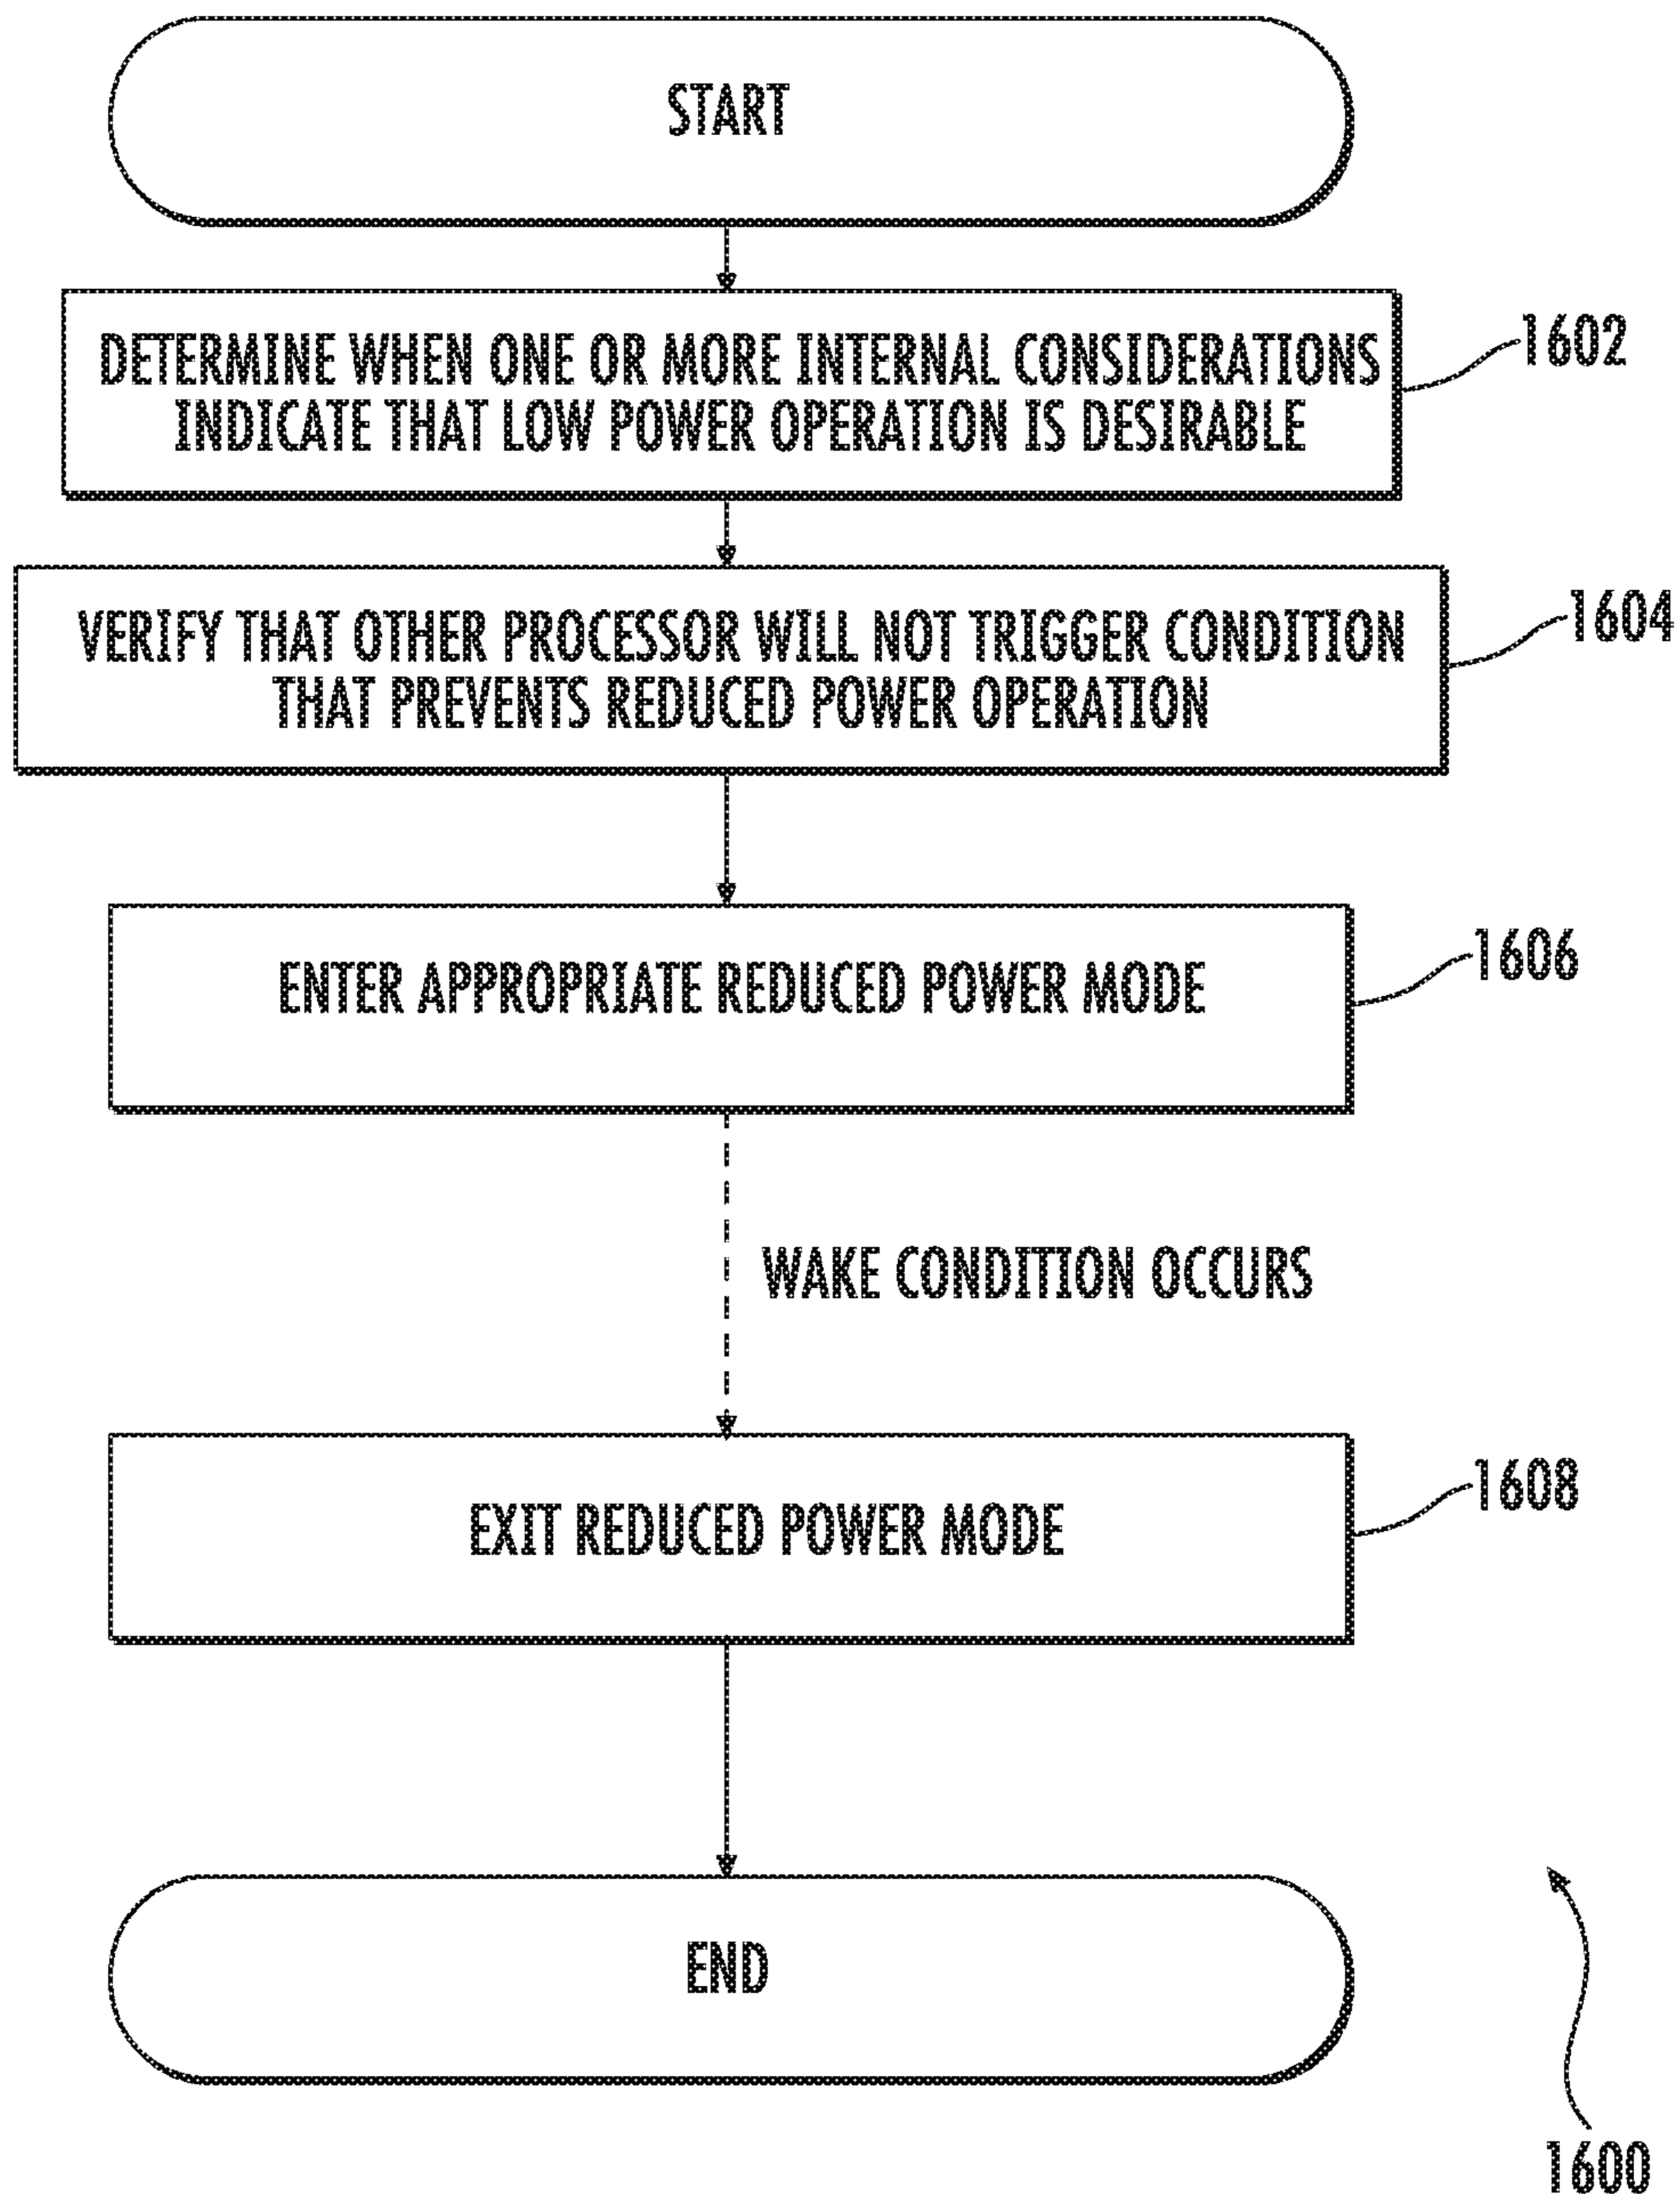 START
DETERMINE WHEN ONE OR MORE INTERNAL CONSIDERATIONS
INDICATE THAT LOW POWER OPERATION IS DESIRABLE
1602
VERIFY THAT OTHER PROCESSOR WILL NOT TRIGGER CONDITION
THAT PREVENTS REDUCED POWER OPERATION
1604
ENTER APPROPRIATE REDUCED POWER MODE
1606
WAKE CONDITION OCCURS
EXIT REDUCED POWER MODE
1608
END
1600